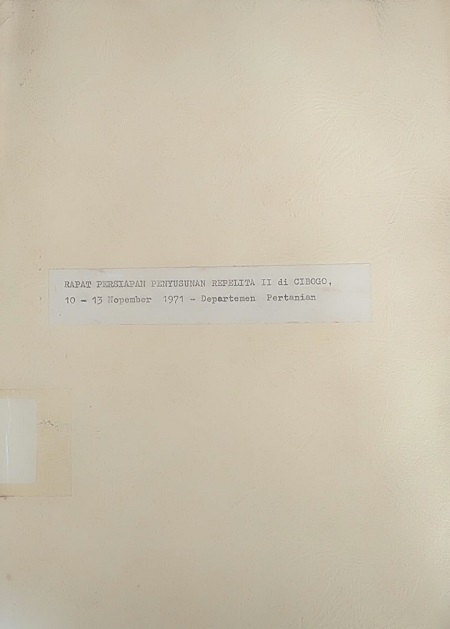 RAPAT PERSIAPAN PENYUSUNAN REPELITA II di CIBOGO,
10 - 13 Nopember 1971 - Departemen Pertanian